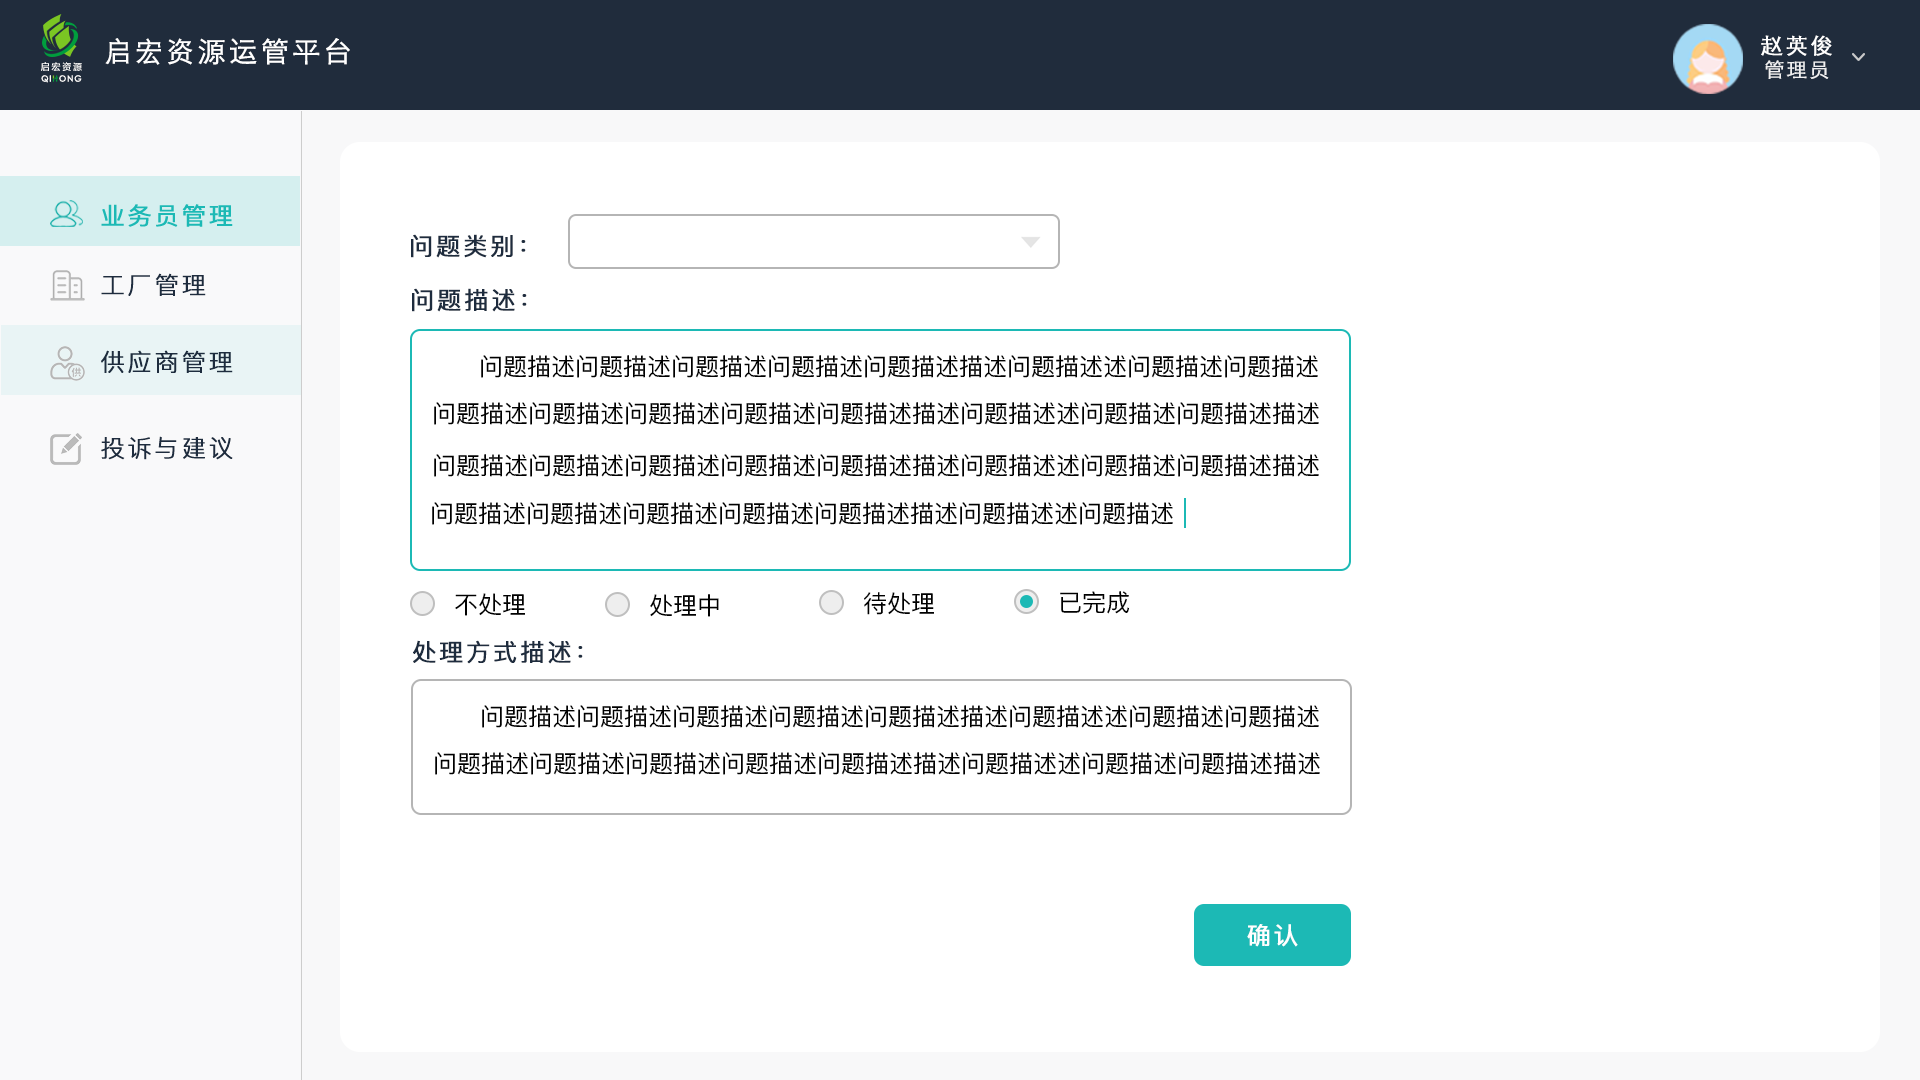 启宏资源
QIHONG
启宏资源运管平台
赵英俊
管理员
业务员管理
工厂管理
供
供应商管理
投诉与建议
问题类别：
问题描述：
问题描述问题描述问题描述问题描述问题描述描述问题描述述问题描述问题描述
问题描述问题描述问题描述问题描述问题描述描述问题描述述问题描述问题描述描述
问题描述问题描述问题描述问题描述问题描述描述问题描述述问题描述问题描述描述
问题描述问题描述问题描述问题描述问题描述描述问题描述述问题描述
不处理
处理中
待处理
已完成
处理方式描述：
问题描述问题描述问题描述问题描述问题描述描述问题描述述问题描述问题描述
问题描述问题描述问题描述问题描述问题描述描述问题描述述问题描述问题描述描述
确认